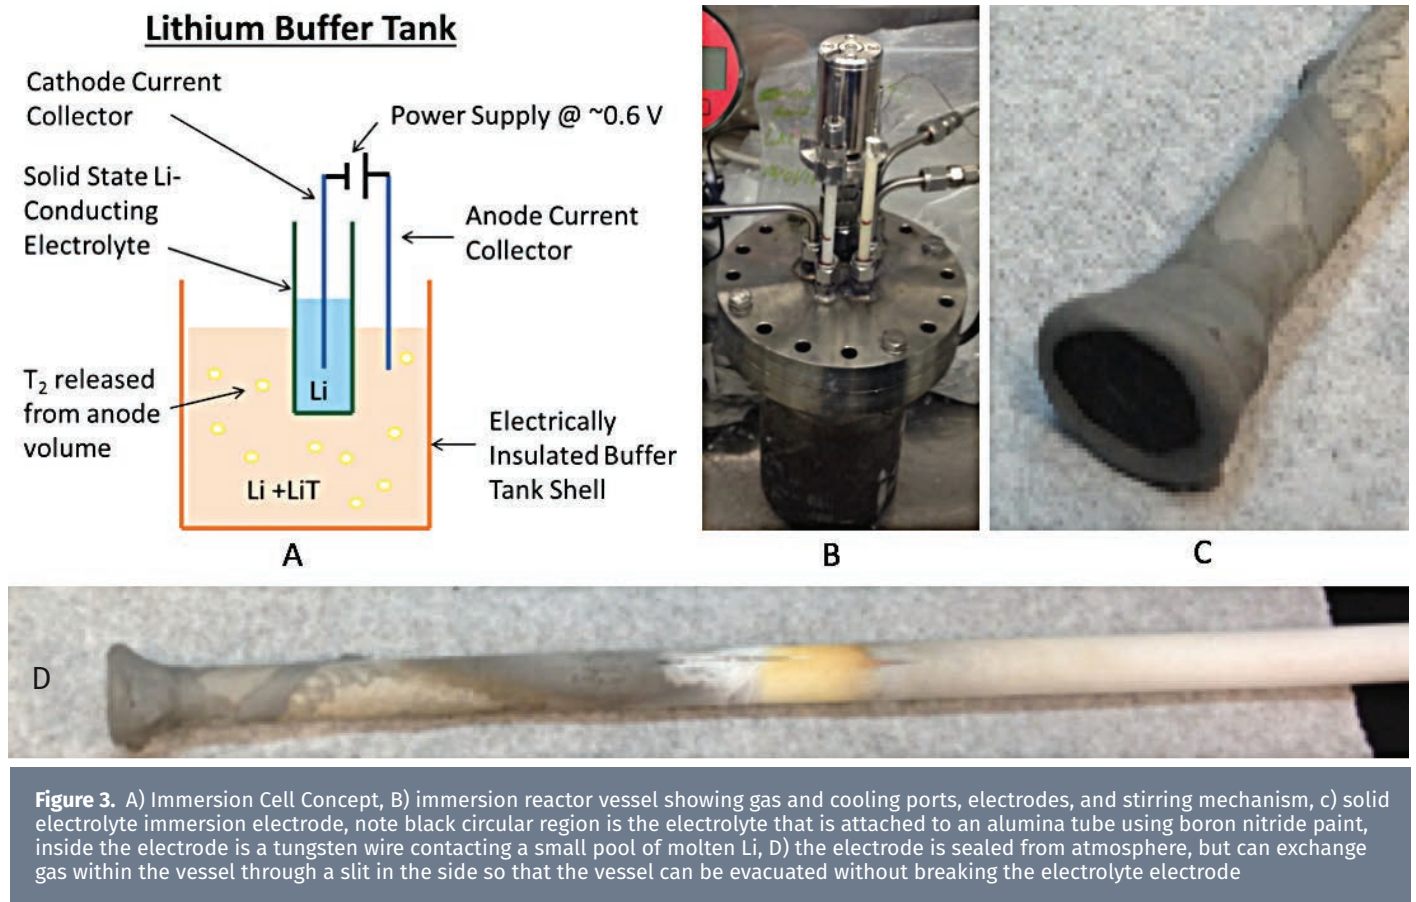 Lithium Buffer Tank
Cathode Current
Collector
Power Supply @ ~0.6 V
Solid State Li-
Conducting
Electrolyte
Anode Current
Collector
T₂ released
from anode
volume
Li
Electrically
Insulated Buffer
Tank Shell
Li +LiT
A
B
C
D
Figure 3. A) Immersion Cell Concept, B) immersion reactor vessel showing gas and cooling ports, electrodes, and stirring mechanism, c) solid
electrolyte immersion electrode, note black circular region is the electrolyte that is attached to an alumina tube using boron nitride paint,
inside the electrode is a tungsten wire contacting a small pool of molten Li, D) the electrode is sealed from atmosphere, but can exchange
gas within the vessel through a slit in the side so that the vessel can be evacuated without breaking the electrolyte electrode